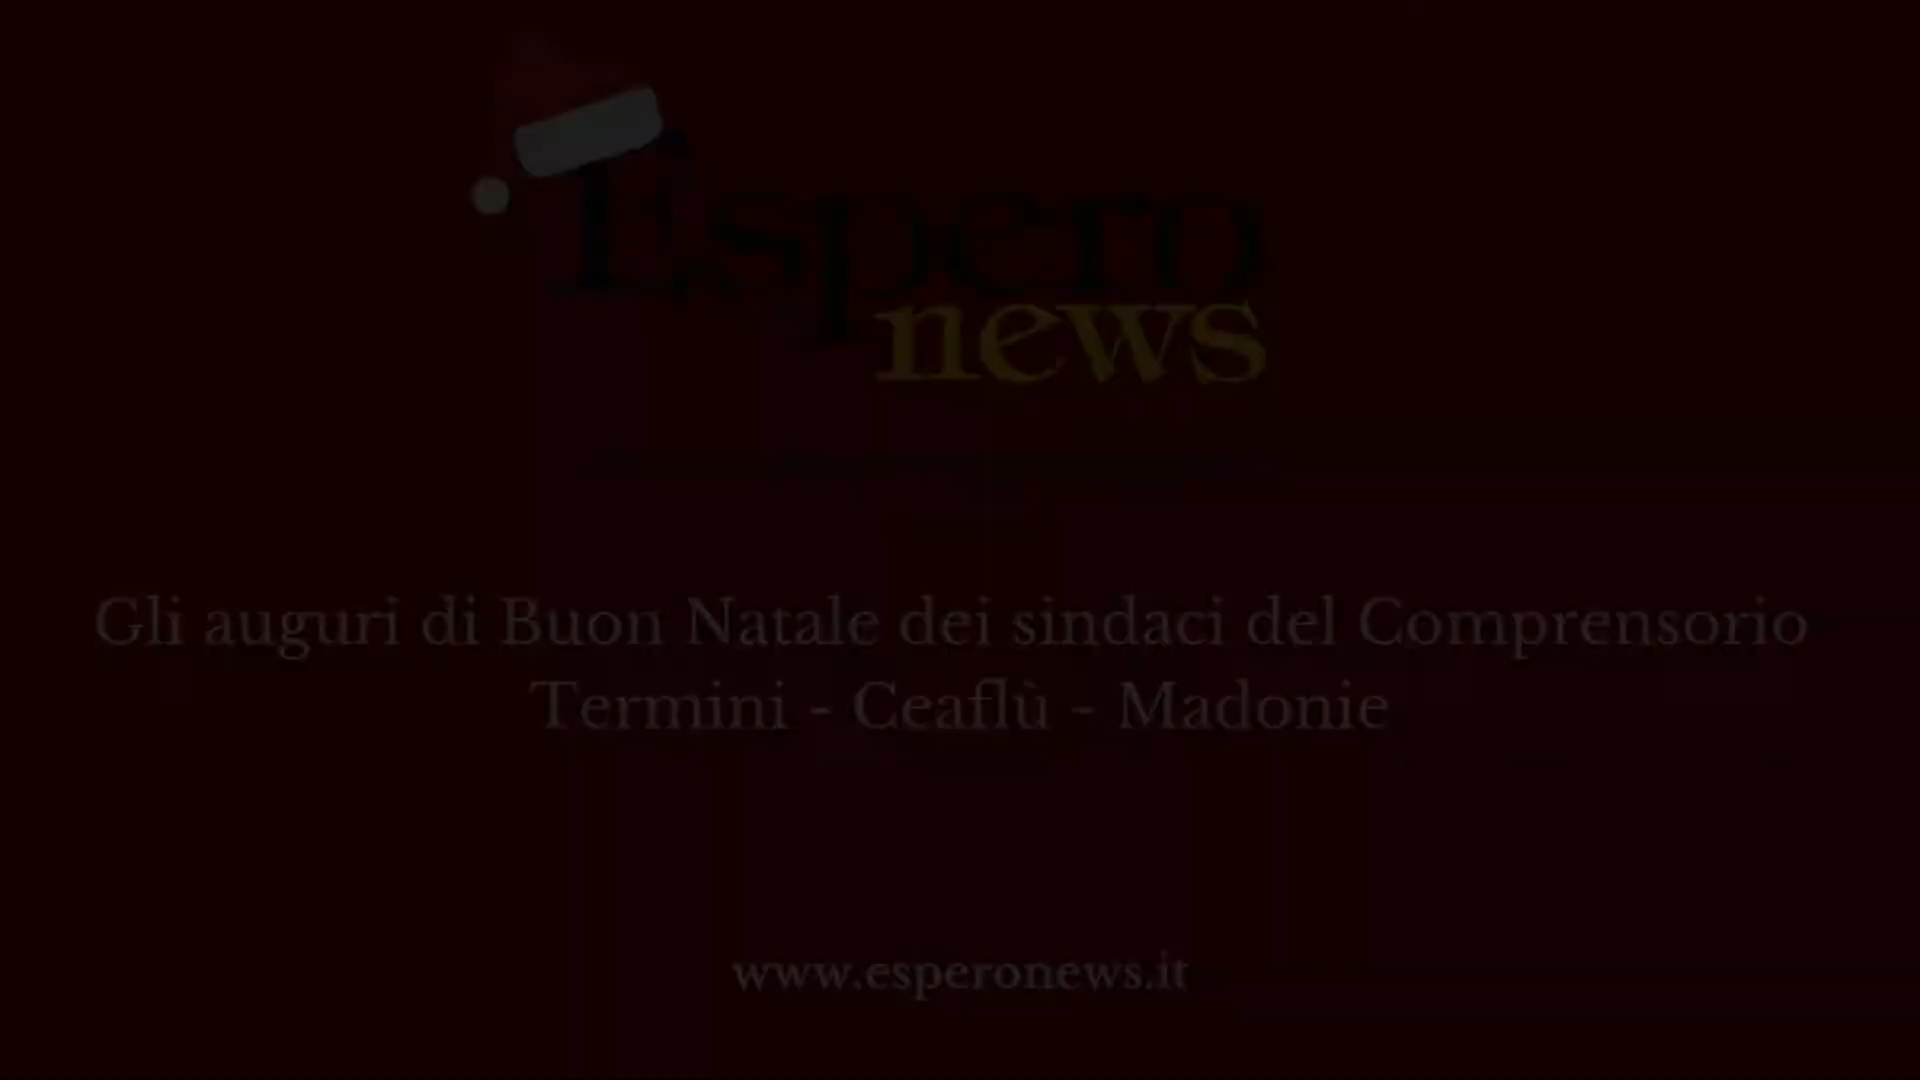 Espero
news
Gli auguri di Buon Natale dei sindaci del Comprensorio
Termini - Ceaflù - Madonie
www.esperonews.it